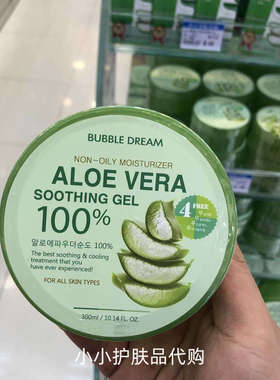 BUBBLE DREAM
NON-OILY MOISTURIZER
ALOE VERA
SOOTHING GEL
100%
4 FREE
알로에파우더순도 100%
The best soothing & cooling
treatment that you
have ever experienced!
FOR ALL SKIN TYPES
300ml / 10.14 FL. OZ.
小小护肤品代购